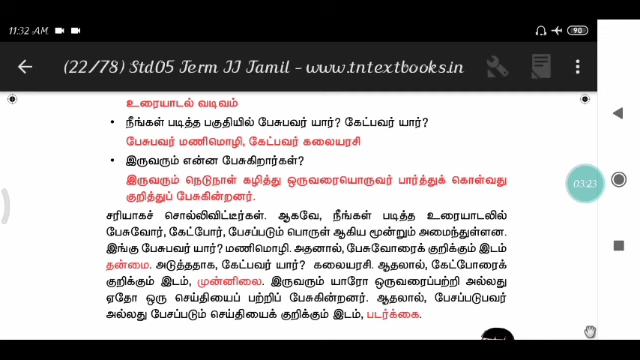 11:32 AM
90
(22/78) Std05 Term II Tamil - www.tntextbooks.in
உரையாடல் வடிவம்
• நீங்கள் படித்த பகுதியில் பேசுபவர் யார்? கேட்பவர் யார்?
பேசுபவர் மணிமொழி, கேட்பவர் கலையரசி
• இருவரும் என்ன பேசுகிறார்கள்?
இருவரும் நெடுநாள் கழித்து ஒருவரையொருவர் பார்த்துக் கொள்வது
குறித்துப் பேசுகின்றனர்.
03:23
சரியாகச் சொல்லிவிட்டீர்கள். ஆகவே, நீங்கள் படித்த உரையாடலில்
பேசுவோர், கேட்போர், பேசப்படும் பொருள் ஆகிய மூன்றும் அமைந்துள்ளன.
இங்கு பேசுபவர் யார்? மணிமொழி. அதனால், பேசுவோரைக் குறிக்கும் இடம்
தன்மை. அடுத்ததாக, கேட்பவர் யார்? கலையரசி. ஆதலால், கேட்போரைக்
குறிக்கும் இடம், முன்னிலை. இருவரும் யாரோ ஒருவரைப்பற்றி அல்லது
ஏதோ ஒரு செய்தியைப் பற்றிப் பேசுகின்றனர். ஆதலால், பேசப்படுபவர்
அல்லது பேசப்படும் செய்தியைக் குறிக்கும் இடம், படர்க்கை.